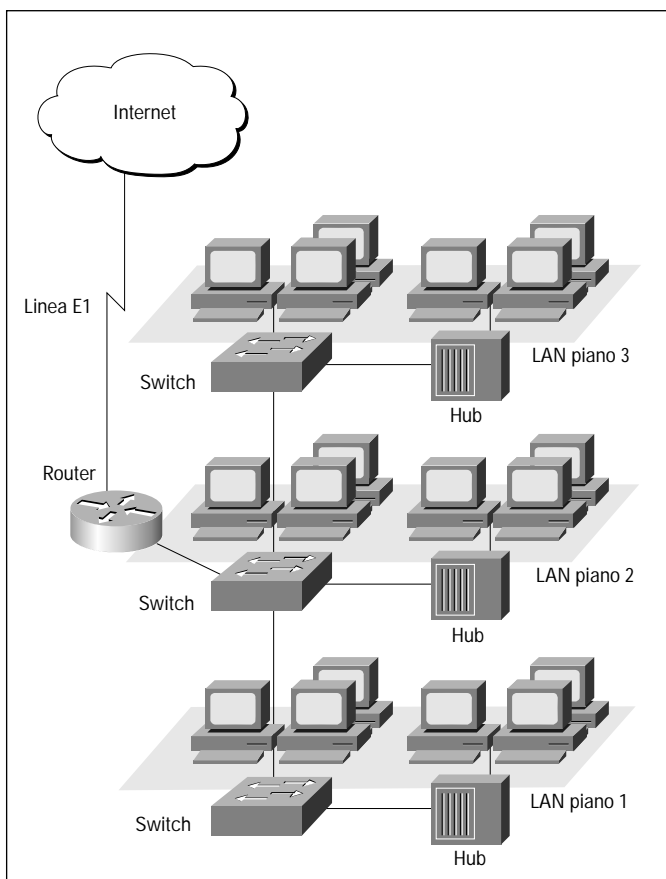 Internet
Linea E1
LAN piano 3
Switch
Hub
Router
LAN piano 2
Switch
Hub
LAN piano 1
Switch
Hub